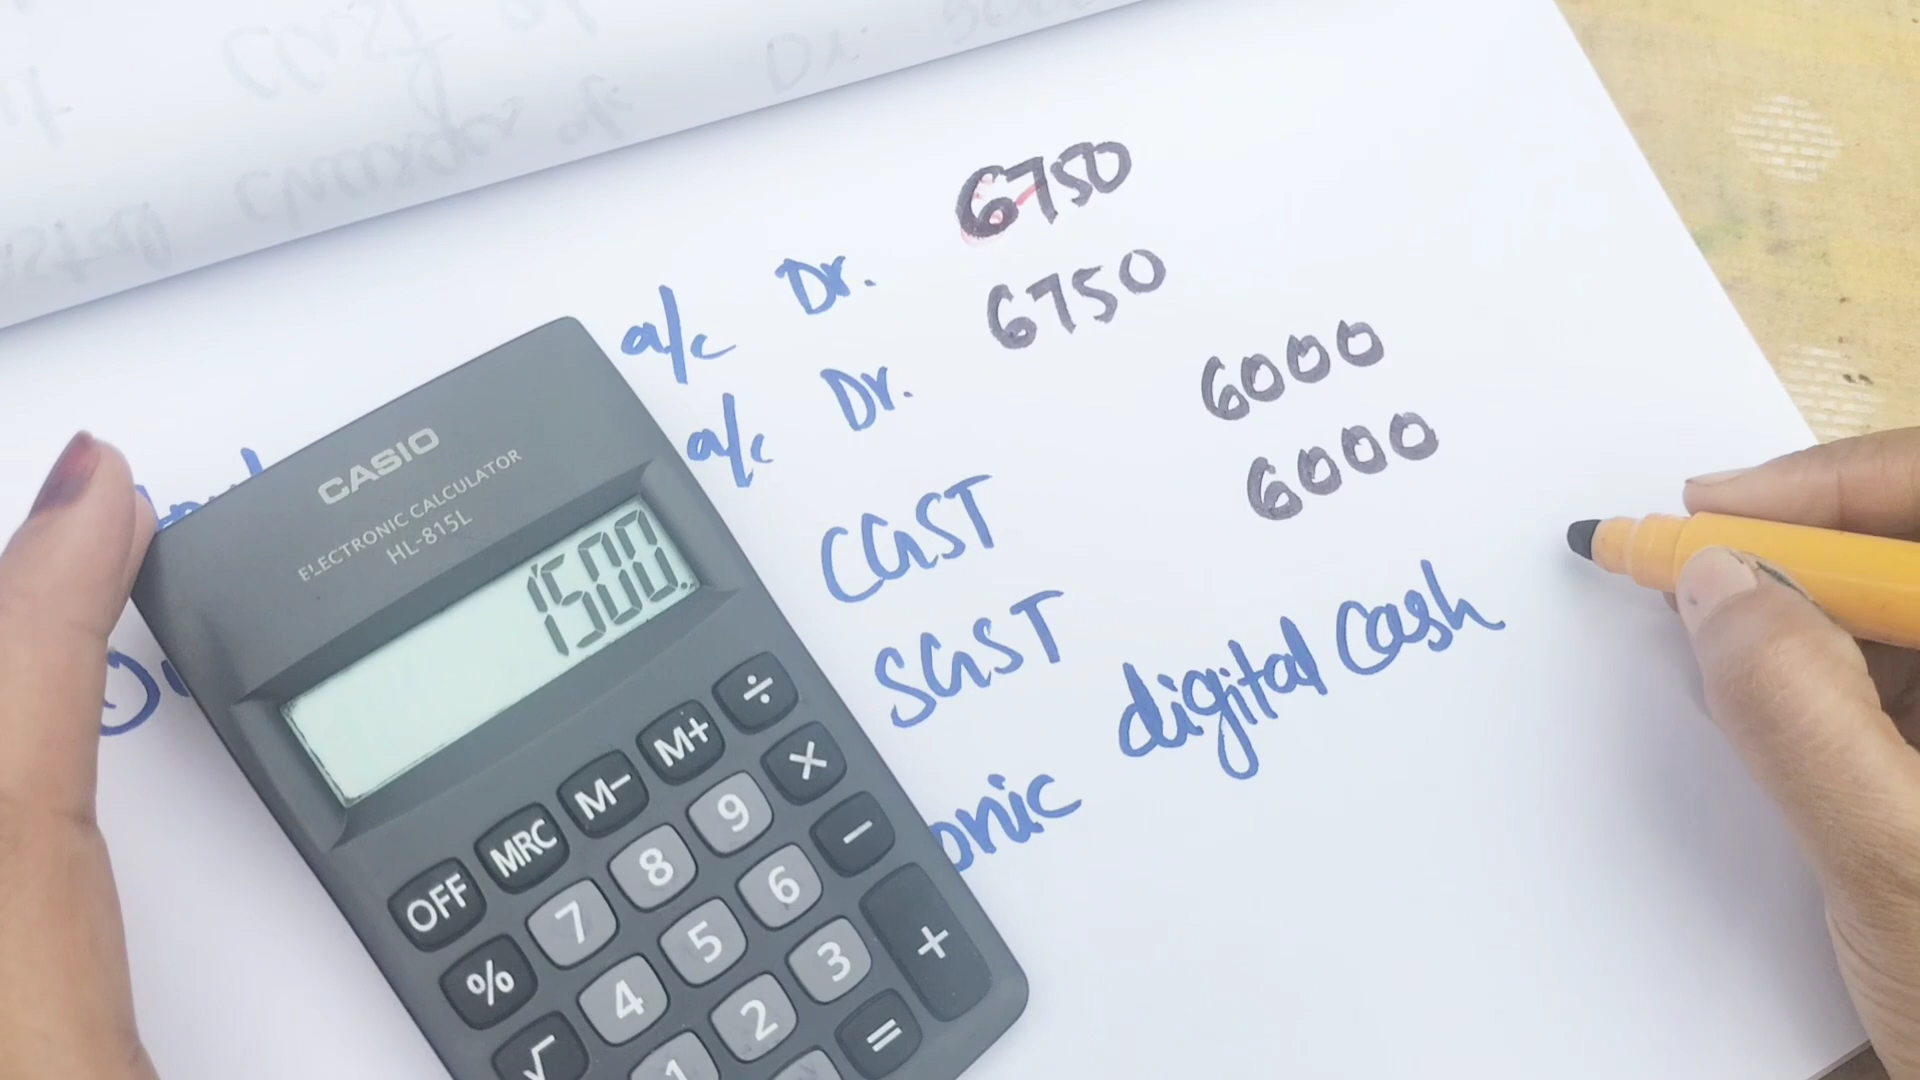 a/c Dr. 6750
a/c Dr. 6750
CGST 6000
SGST 6000
onic digital Cash
CASIO
ELECTRONIC CALCULATOR
HL-815L
1500.
OFF MRC M− M+ ÷
% 7 8 9 ×
√ 4 5 6 −
1 2 3 +
=